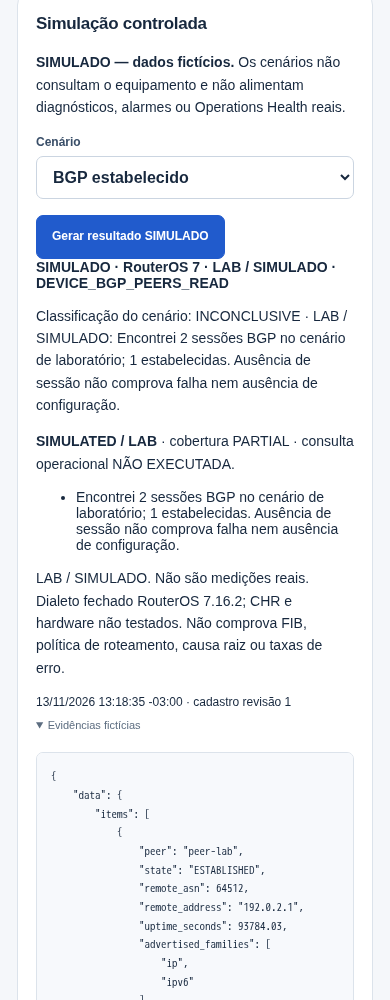 Simulação controlada
SIMULADO — dados fictícios. Os cenários não
consultam o equipamento e não alimentam
diagnósticos, alarmes ou Operations Health reais.
Cenário
BGP estabelecido
Gerar resultado SIMULADO
SIMULADO · RouterOS 7 · LAB / SIMULADO ·
DEVICE_BGP_PEERS_READ
Classificação do cenário: INCONCLUSIVE · LAB /
SIMULADO: Encontrei 2 sessões BGP no cenário
de laboratório; 1 estabelecidas. Ausência de
sessão não comprova falha nem ausência de
configuração.
SIMULATED / LAB · cobertura PARTIAL · consulta
operacional NÃO EXECUTADA.
• Encontrei 2 sessões BGP no cenário de
laboratório; 1 estabelecidas. Ausência de
sessão não comprova falha nem ausência
de configuração.
LAB / SIMULADO. Não são medições reais.
Dialeto fechado RouterOS 7.16.2; CHR e
hardware não testados. Não comprova FIB,
política de roteamento, causa raiz ou taxas de
erro.
13/11/2026 13:18:35 -03:00 · cadastro revisão 1
▼ Evidências fictícias
{
    "data": {
        "items": [
            {
                "peer": "peer-lab",
                "state": "ESTABLISHED",
                "remote_asn": 64512,
                "remote_address": "192.0.2.1",
                "uptime_seconds": 93784.03,
                "advertised_families": [
                    "ip",
                    "ipv6"
                ]